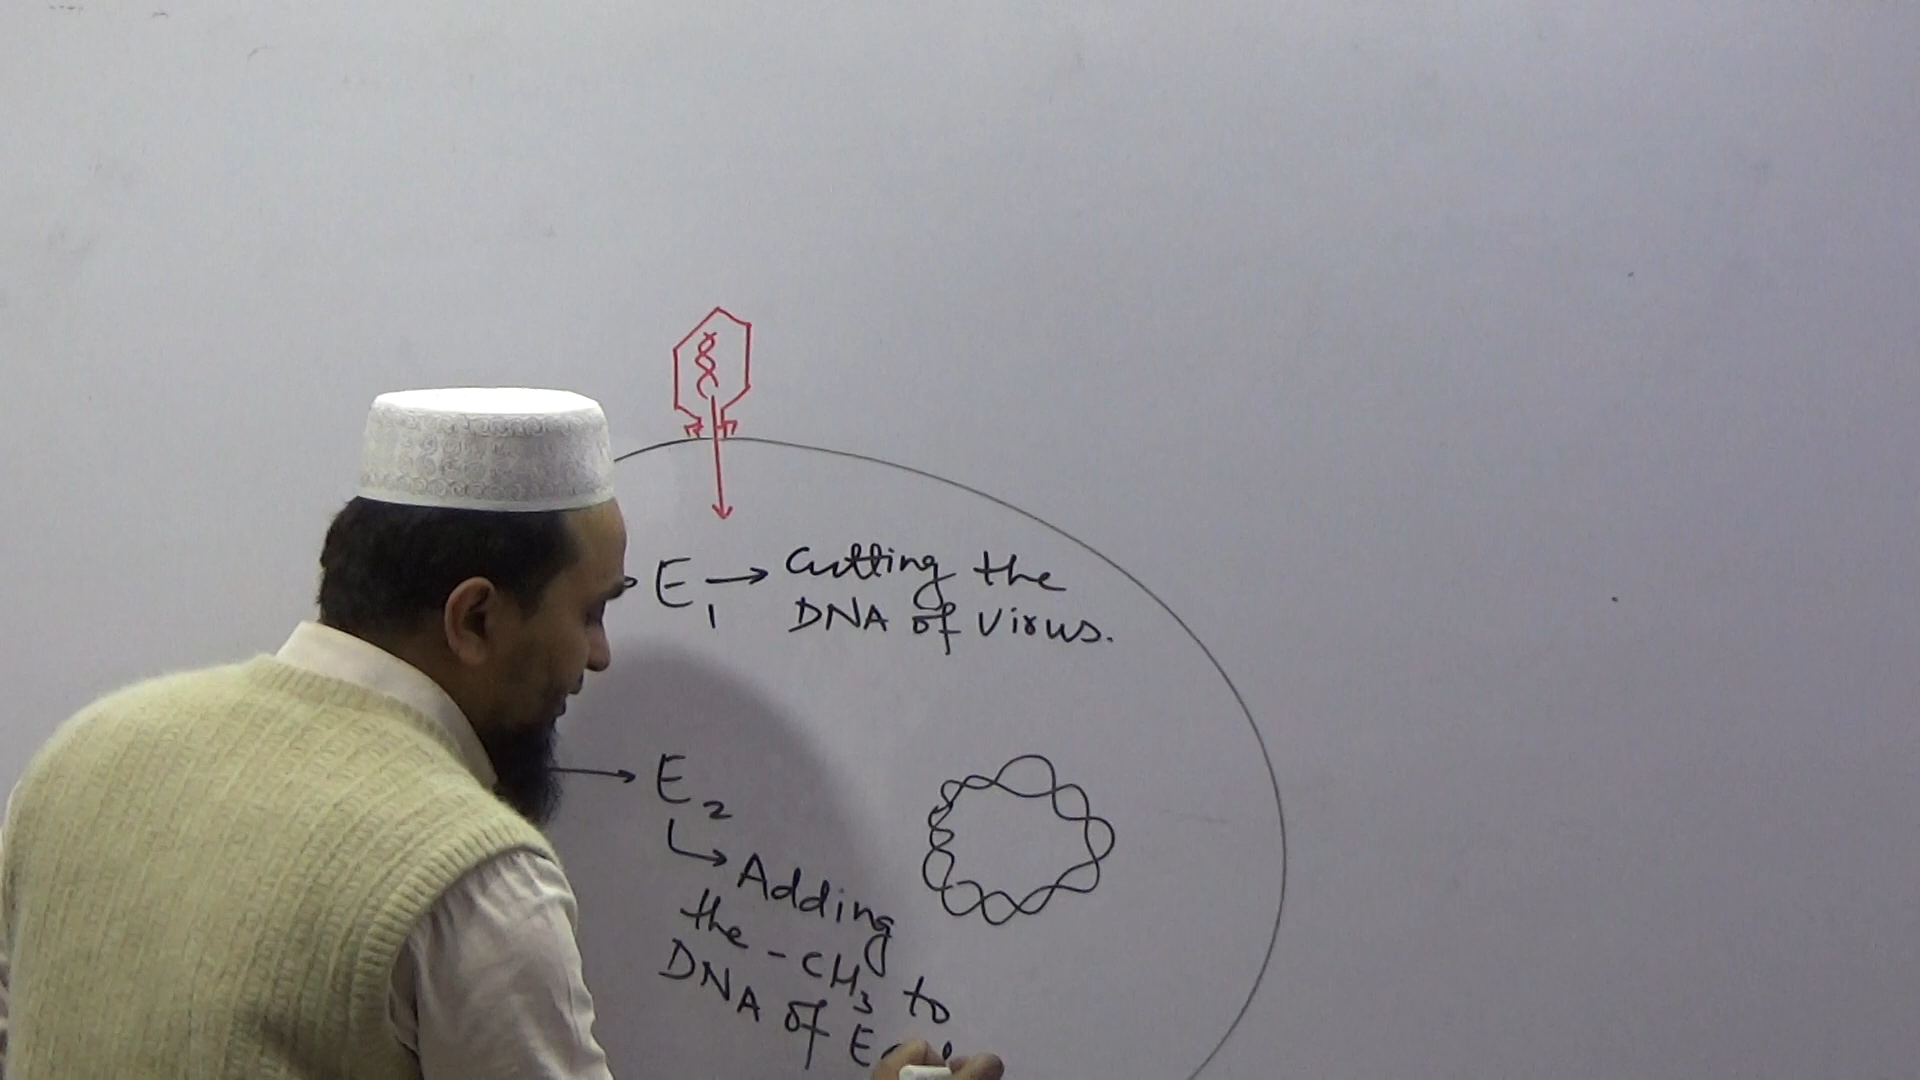 E1 → Cutting the
DNA of Virus.
E2
↳ Adding
the -CH3 to
DNA of